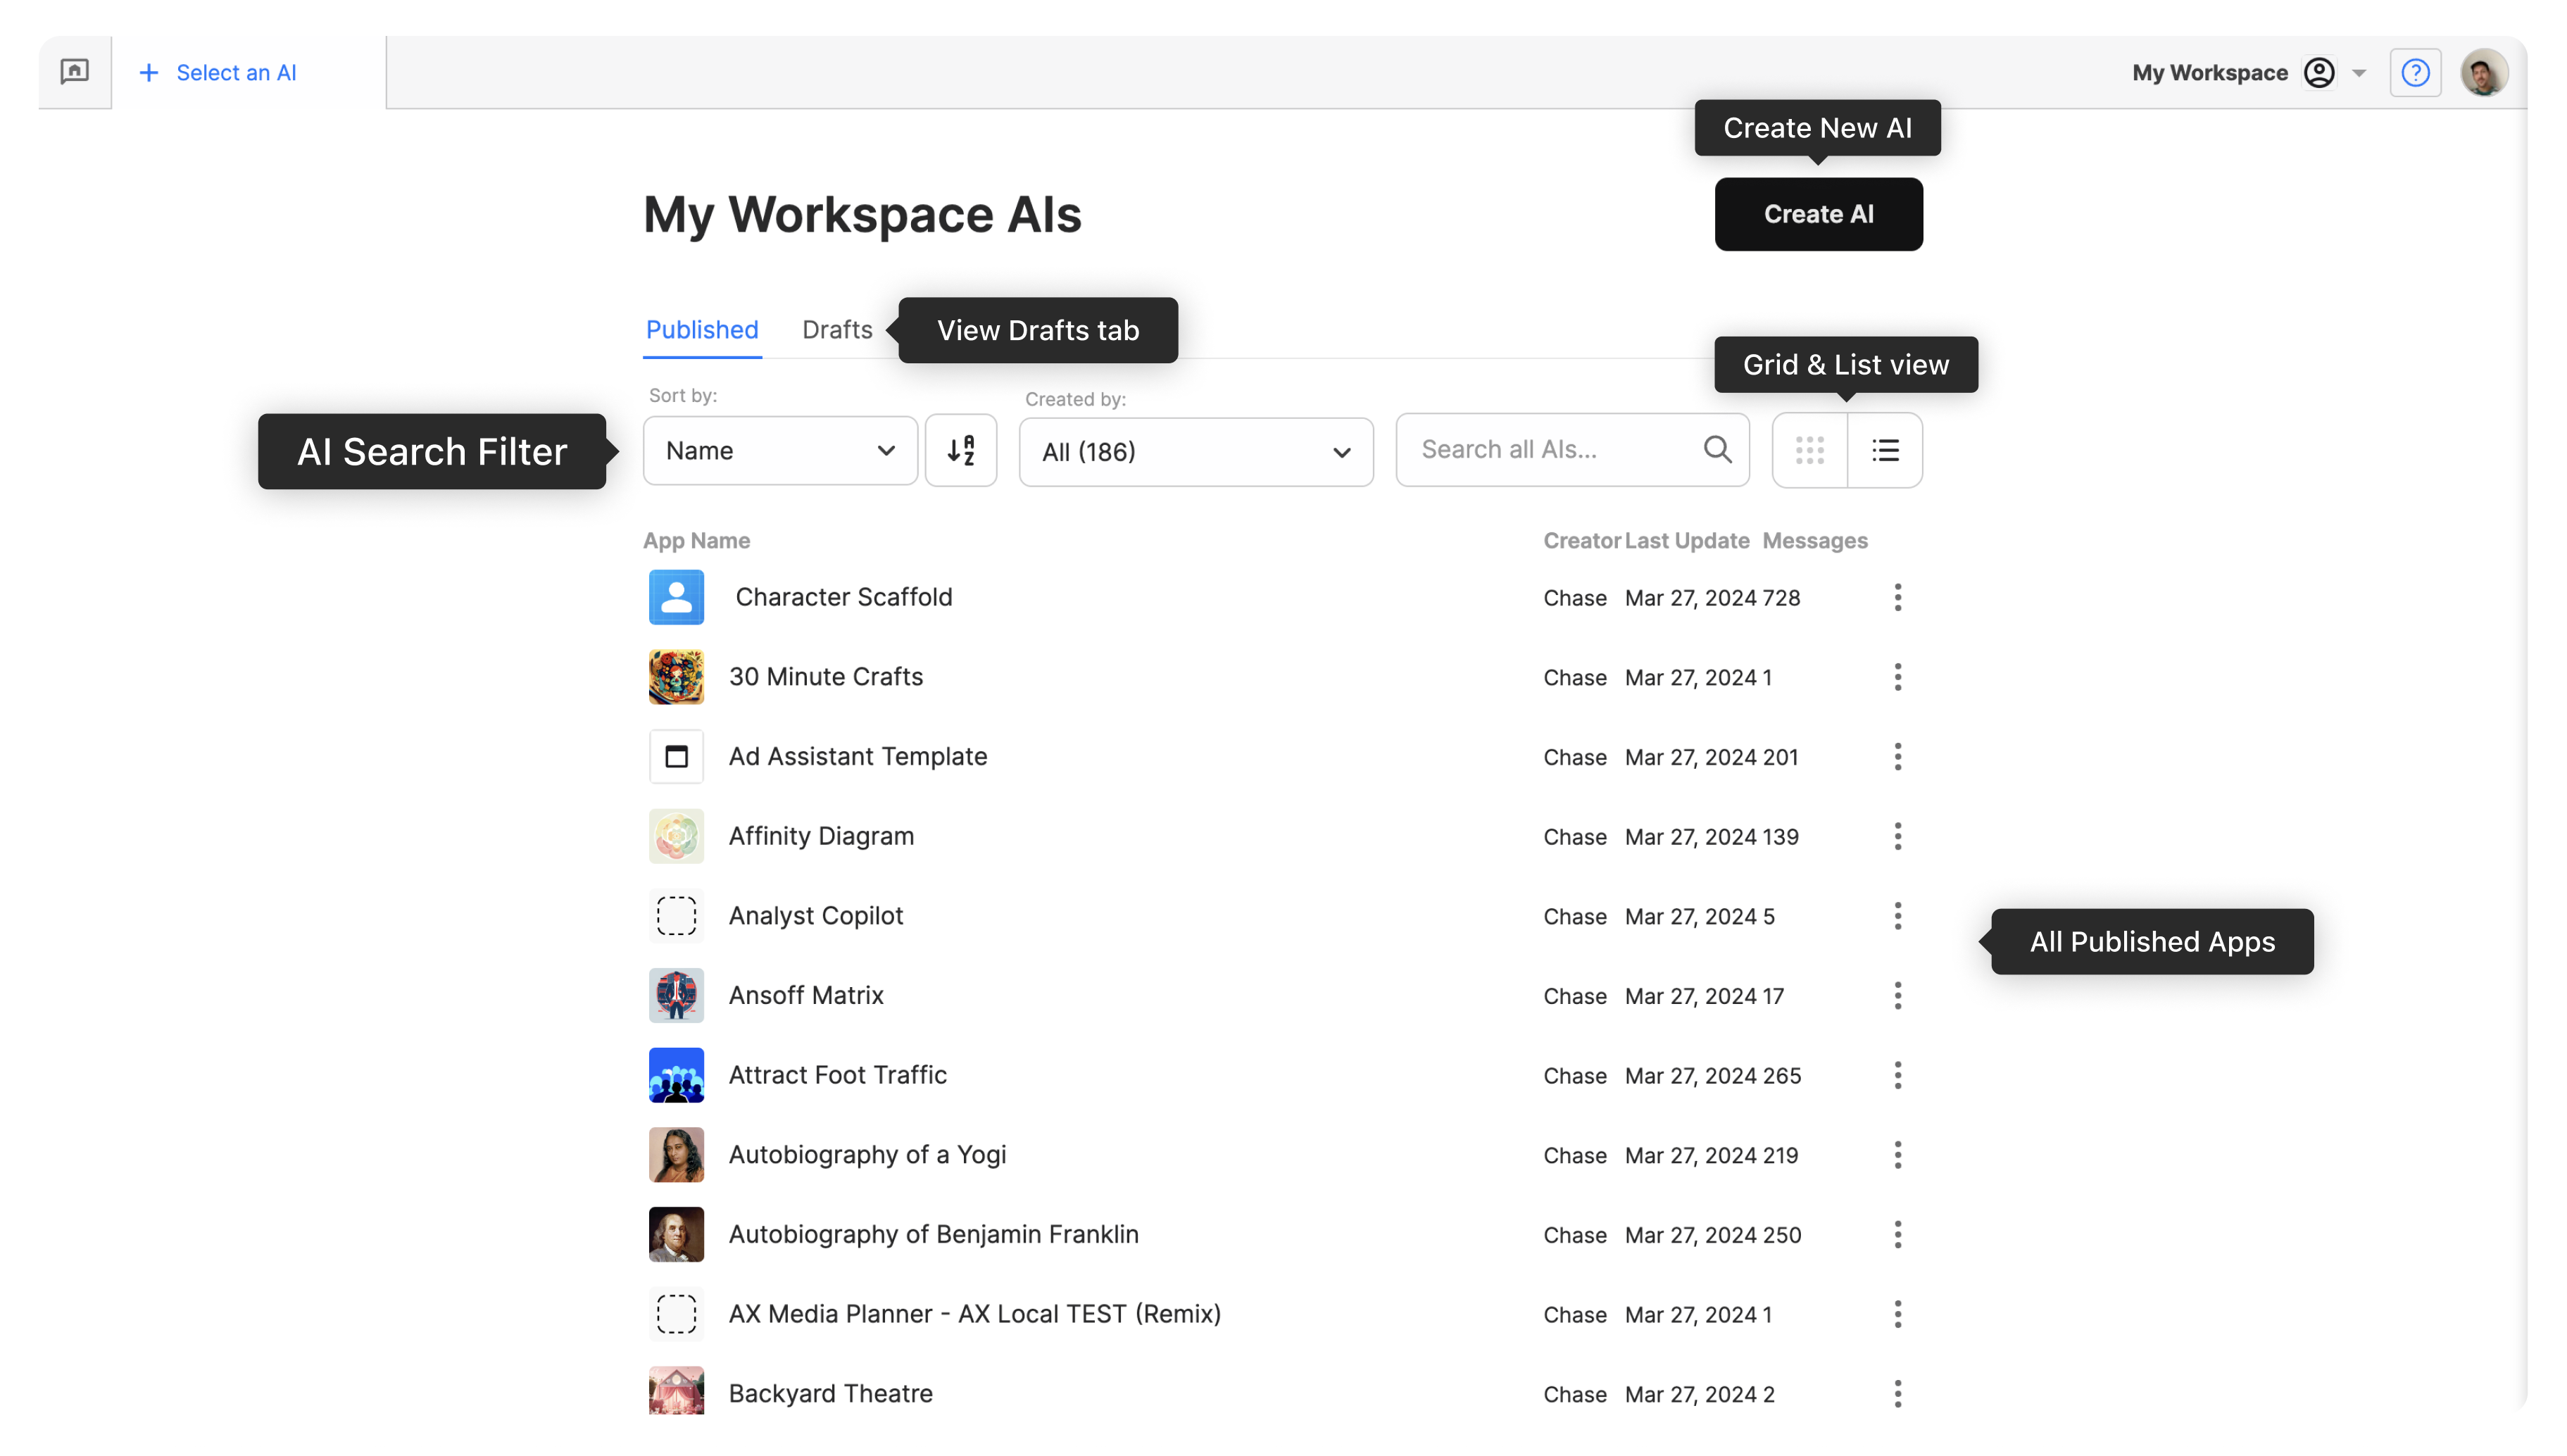 Select an AI
My Workspace
Create New AI
My Workspace AIs
Create AI
Published
Drafts
View Drafts tab
Grid & List view
AI Search Filter
Sort by:
Name
A
Z
Created by:
All (186)
Search all AIs...
App Name Creator Last Update Messages
Character Scaffold Chase Mar 27, 2024 728
30 Minute Crafts Chase Mar 27, 2024 1
Ad Assistant Template Chase Mar 27, 2024 201
Affinity Diagram Chase Mar 27, 2024 139
Analyst Copilot Chase Mar 27, 2024 5
All Published Apps
Ansoff Matrix Chase Mar 27, 2024 17
Attract Foot Traffic Chase Mar 27, 2024 265
Autobiography of a Yogi Chase Mar 27, 2024 219
Autobiography of Benjamin Franklin Chase Mar 27, 2024 250
AX Media Planner - AX Local TEST (Remix) Chase Mar 27, 2024 1
Backyard Theatre Chase Mar 27, 2024 2